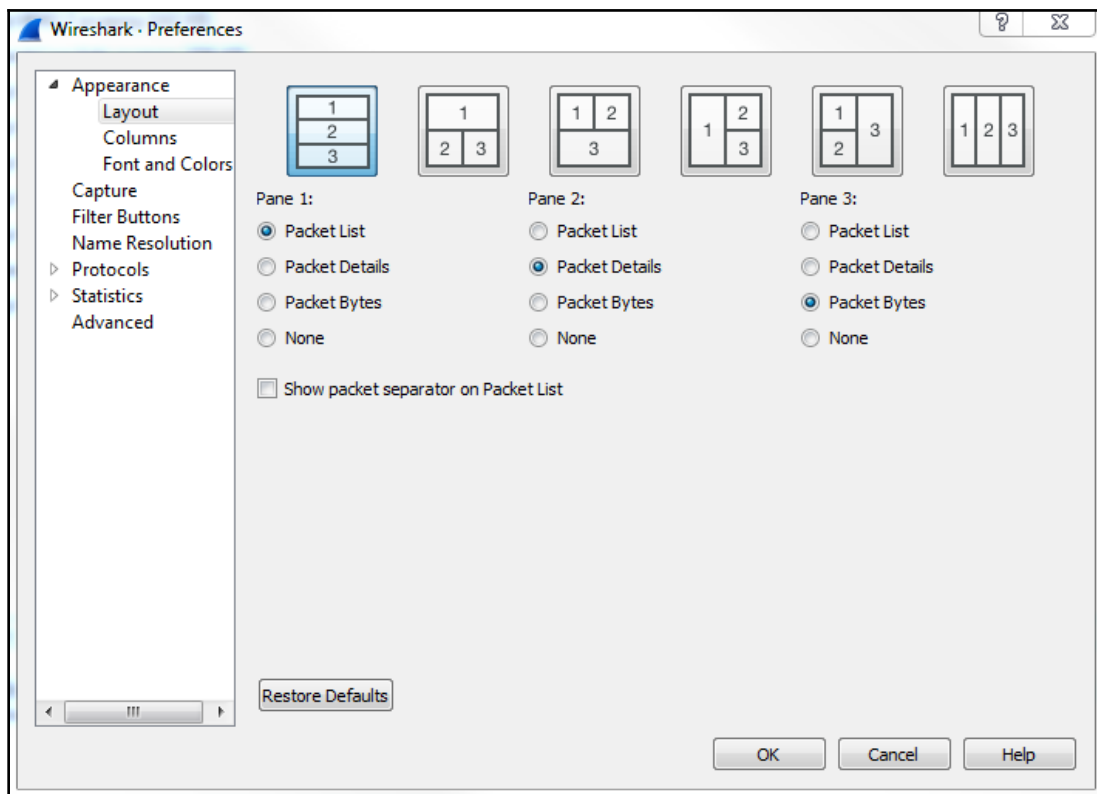 Wireshark · Preferences
Appearance
Layout
Columns
Font and Colors
Capture
Filter Buttons
Name Resolution
Protocols
Statistics
Advanced
1
2
3
1
2 3
1 2
3
1 2
3
1 3
2
1 2 3
Pane 1: Pane 2: Pane 3:
Packet List Packet List Packet List
Packet Details Packet Details Packet Details
Packet Bytes Packet Bytes Packet Bytes
None None None
Show packet separator on Packet List
Restore Defaults
OK Cancel Help